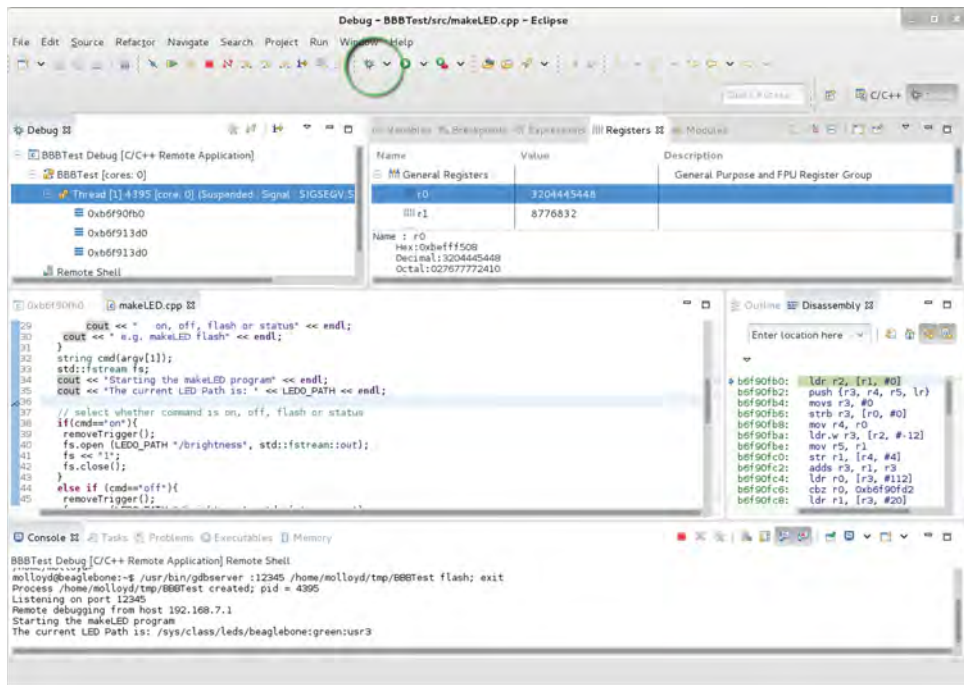 Debug - BBBTest/src/makeLED.cpp - Eclipse
File Edit Source Refactor Navigate Search Project Run Window Help
C/C++
Debug
Variables Breakpoints Expressions Registers Modules
BBBTest Debug [C/C++ Remote Application]
BBBTest [cores: 0]
Thread [1] 4395 [core: 0] (Suspended : Signal : SIGSEGV:S
0xb6f90fb0
0xb6f913d0
0xb6f913d0
Remote Shell
Name Value Description
General Registers General Purpose and FPU Register Group
r0 3204445448
r1 8776832
Name : r0
Hex:0xbefff508
Decimal:3204445448
Octal:027677772410
0xb6f90fb0 makeLED.cpp
29 cout << " on, off, flash or status" << endl;
30 cout << " e.g. makeLED flash" << endl;
31 }
32 string cmd(argv[1]);
33 std::fstream fs;
34 cout << "Starting the makeLED program" << endl;
35 cout << "The current LED Path is: " << LED0_PATH << endl;
36
37 // select whether command is on, off, flash or status
38 if(cmd=="on"){
39 removeTrigger();
40 fs.open (LED0_PATH "/brightness", std::fstream::out);
41 fs << "1";
42 fs.close();
43 }
44 else if (cmd=="off"){
45 removeTrigger();
Outline Disassembly
Enter location here
b6f90fb0: ldr r2, [r1, #0]
b6f90fb2: push {r3, r4, r5, lr}
b6f90fb4: movs r3, #0
b6f90fb6: strb r3, [r0, #0]
b6f90fb8: mov r4, r0
b6f90fba: ldr.w r3, [r2, #-12]
b6f90fbe: mov r5, r1
b6f90fc0: str r1, [r4, #4]
b6f90fc2: adds r3, r1, r3
b6f90fc4: ldr r0, [r3, #112]
b6f90fc6: cbz r0, 0xb6f90fd2
b6f90fc8: ldr r1, [r3, #20]
Console Tasks Problems Executables Memory
BBBTest Debug [C/C++ Remote Application] Remote Shell
molloyd@beaglebone:~$ /usr/bin/gdbserver :12345 /home/molloyd/tmp/BBBTest flash; exit
Process /home/molloyd/tmp/BBBTest created; pid = 4395
Listening on port 12345
Remote debugging from host 192.168.7.1
Starting the makeLED program
The current LED Path is: /sys/class/leds/beaglebone:green:usr3